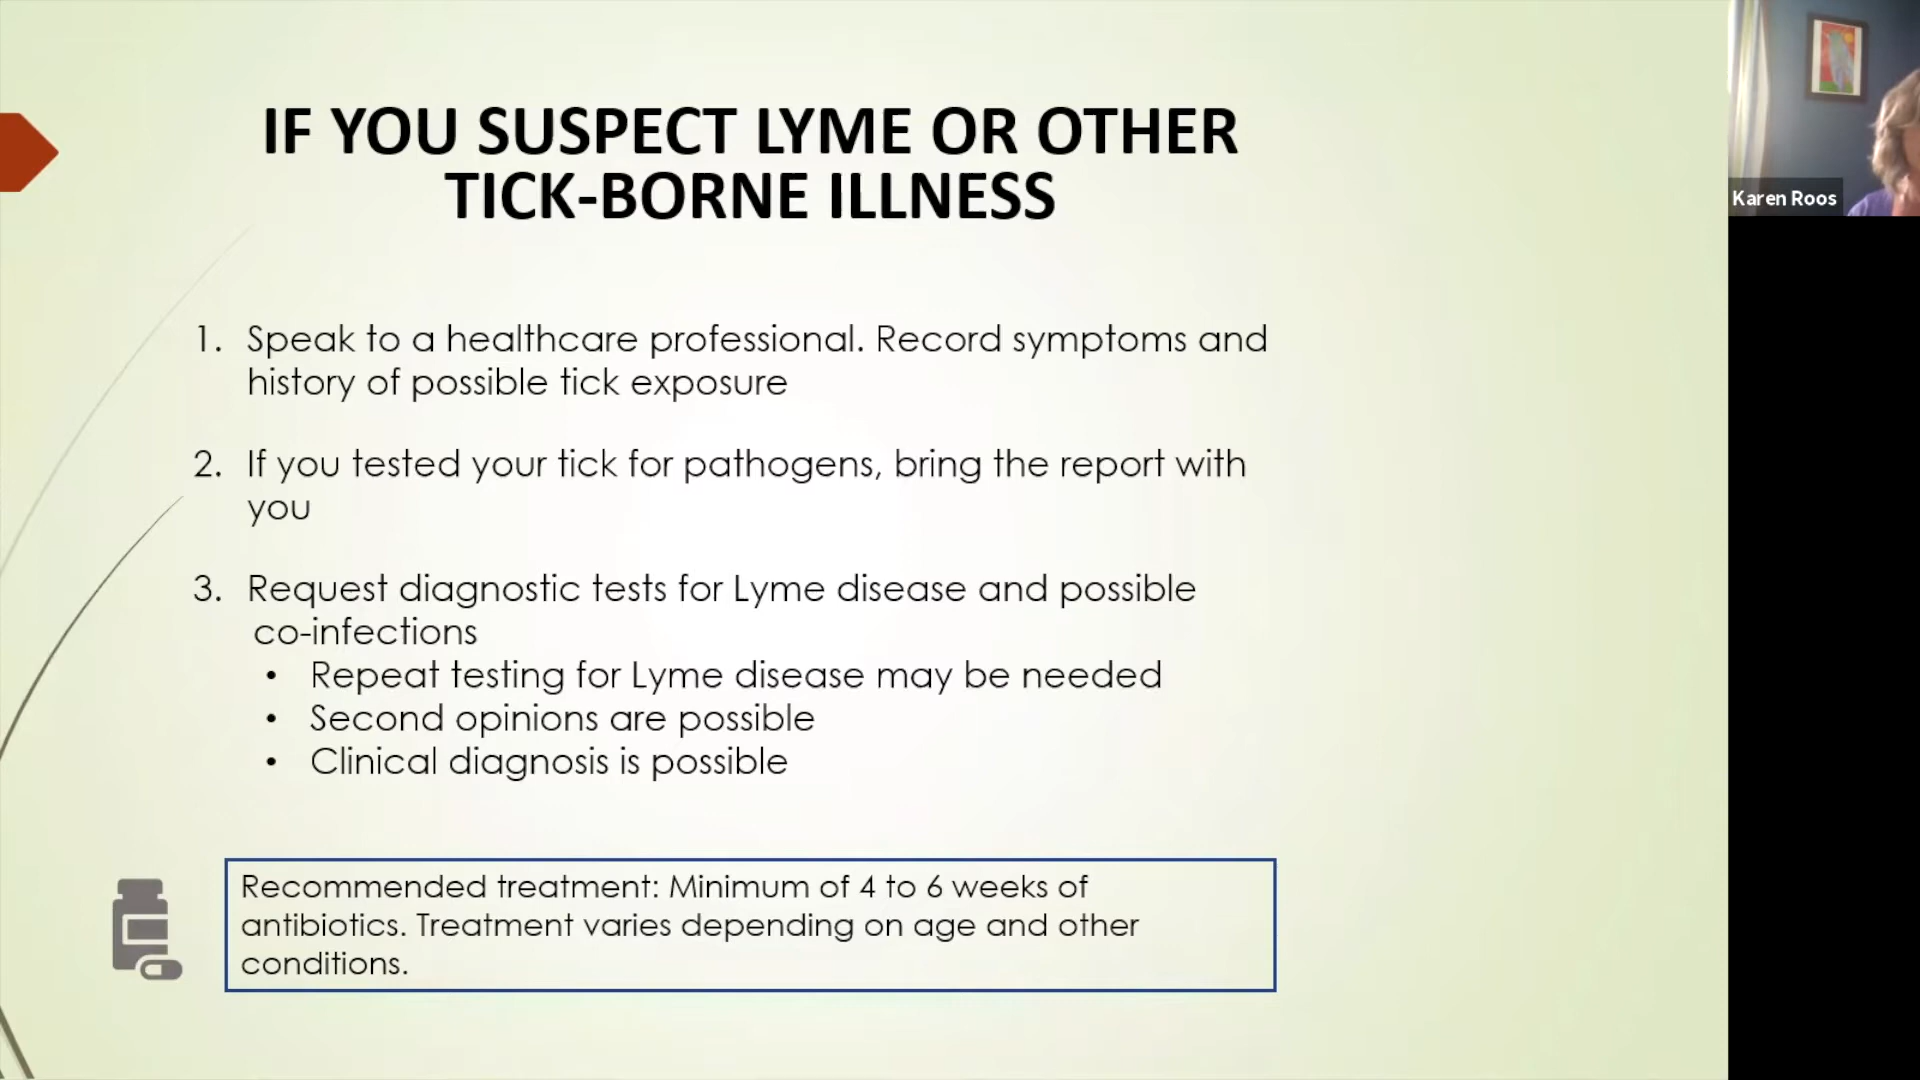 IF YOU SUSPECT LYME OR OTHER
TICK-BORNE ILLNESS
1. Speak to a healthcare professional. Record symptoms and
history of possible tick exposure
2. If you tested your tick for pathogens, bring the report with
you
3. Request diagnostic tests for Lyme disease and possible
co-infections
• Repeat testing for Lyme disease may be needed
• Second opinions are possible
• Clinical diagnosis is possible
Recommended treatment: Minimum of 4 to 6 weeks of
antibiotics. Treatment varies depending on age and other
conditions.
Karen Roos